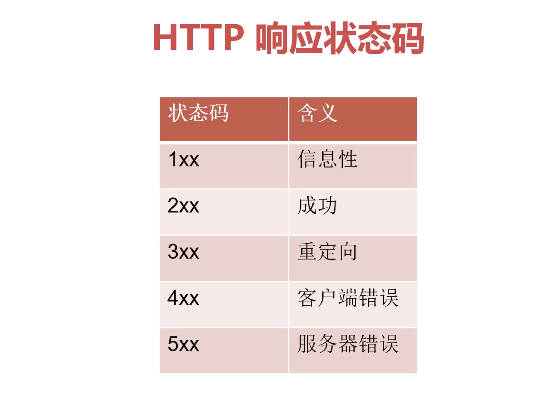 HTTP 响应状态码
状态码 含义
1xx 信息性
2xx 成功
3xx 重定向
4xx 客户端错误
5xx 服务器错误